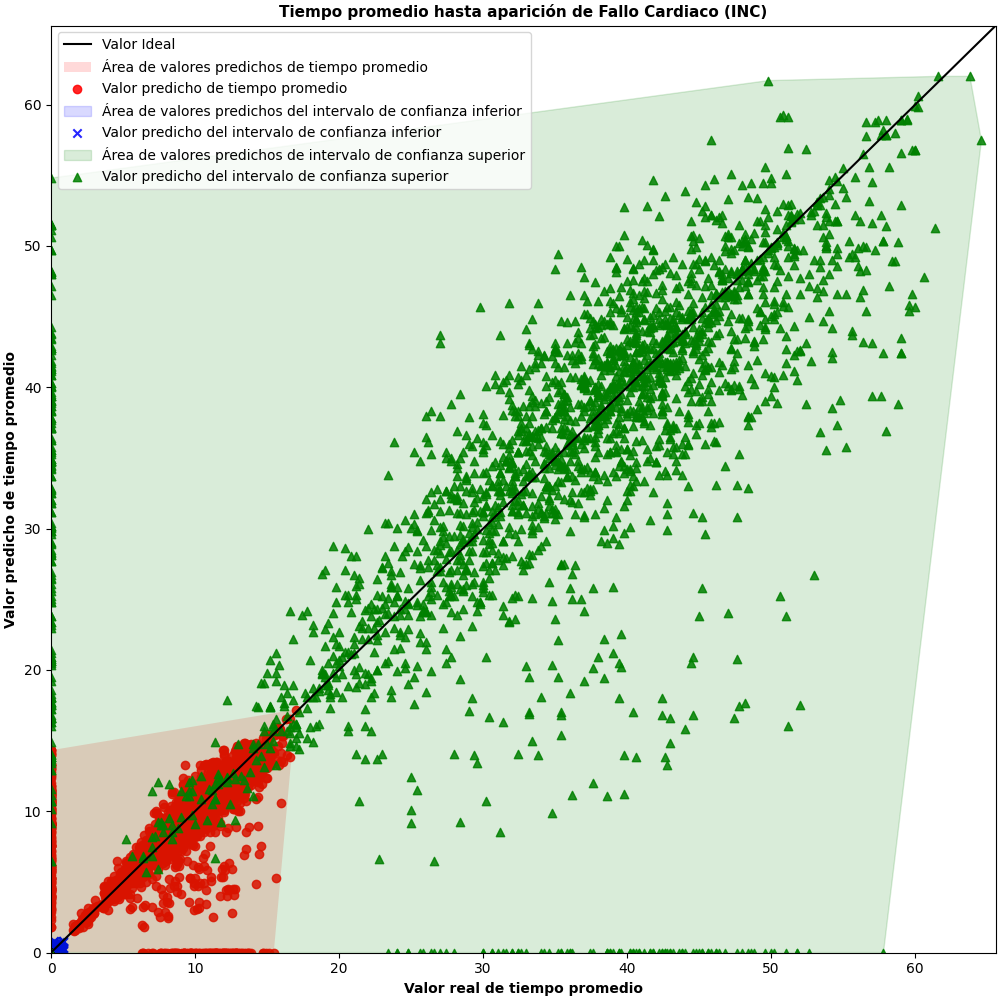 Tiempo promedio hasta aparición de Fallo Cardiaco (INC)
Valor Ideal
Área de valores predichos de tiempo promedio
Valor predicho de tiempo promedio
Área de valores predichos del intervalo de confianza inferior
Valor predicho del intervalo de confianza inferior
Área de valores predichos de intervalo de confianza superior
Valor predicho del intervalo de confianza superior
Valor predicho de tiempo promedio
60
50
40
30
20
10
0
0 10 20 30 40 50 60
Valor real de tiempo promedio